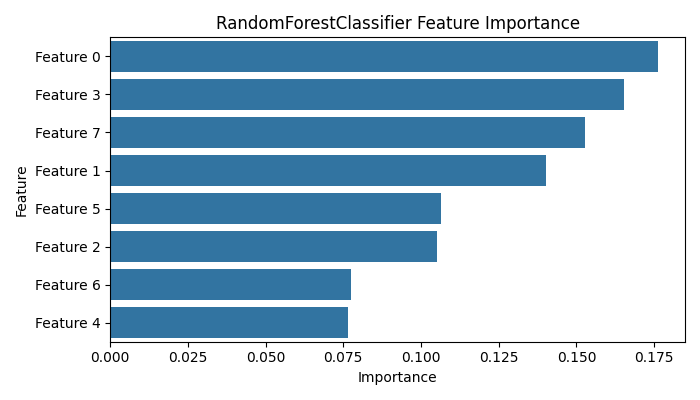 RandomForestClassifier Feature Importance
Feature 0
Feature 3
Feature 7
Feature 1
Feature 5
Feature 2
Feature 6
Feature 4
Feature
0.000 0.025 0.050 0.075 0.100 0.125 0.150 0.175
Importance